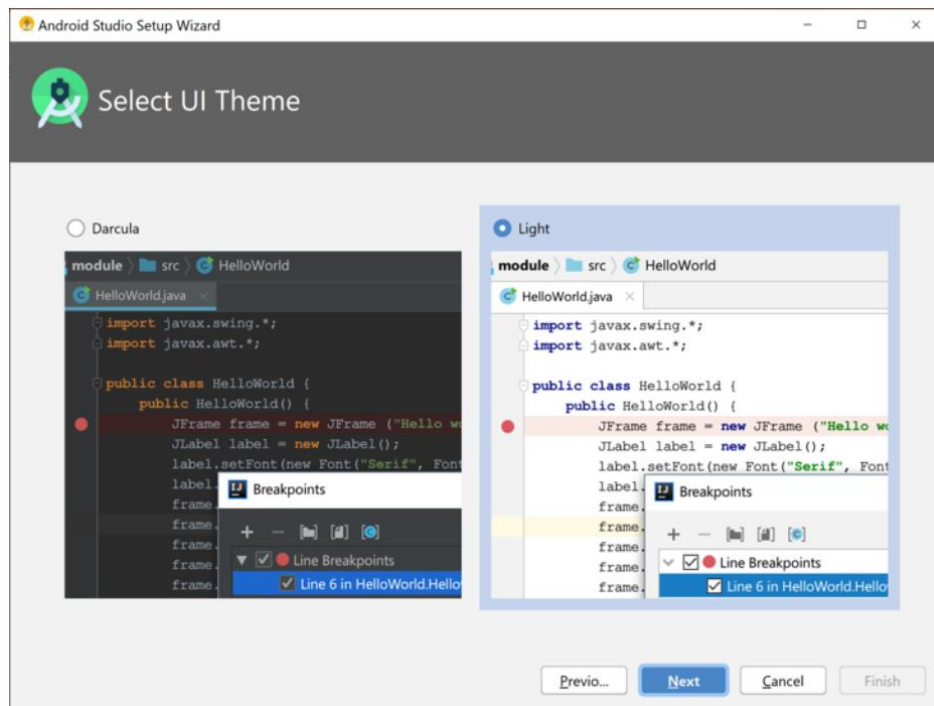 Android Studio Setup Wizard
Select UI Theme
Darcula
module src HelloWorld
HelloWorld.java
import javax.swing.*;
import javax.awt.*;
public class HelloWorld {
public HelloWorld() {
JFrame frame = new JFrame ("Hello wo
JLabel label = new JLabel();
label.setFont(new Font("Serif", Font
label.
frame.
frame.
frame.
frame.
frame.
IJ Breakpoints
Line Breakpoints
Line 6 in HelloWorld.Hello
Light
module src HelloWorld
HelloWorld.java
import javax.swing.*;
import javax.awt.*;
public class HelloWorld {
public HelloWorld() {
JFrame frame = new JFrame ("Hello wo
JLabel label = new JLabel();
label.setFont(new Font("Serif", Font
label.
frame.
frame.
frame.
frame.
frame.
IJ Breakpoints
Line Breakpoints
Line 6 in HelloWorld.Hello
Previo... Next Cancel Finish